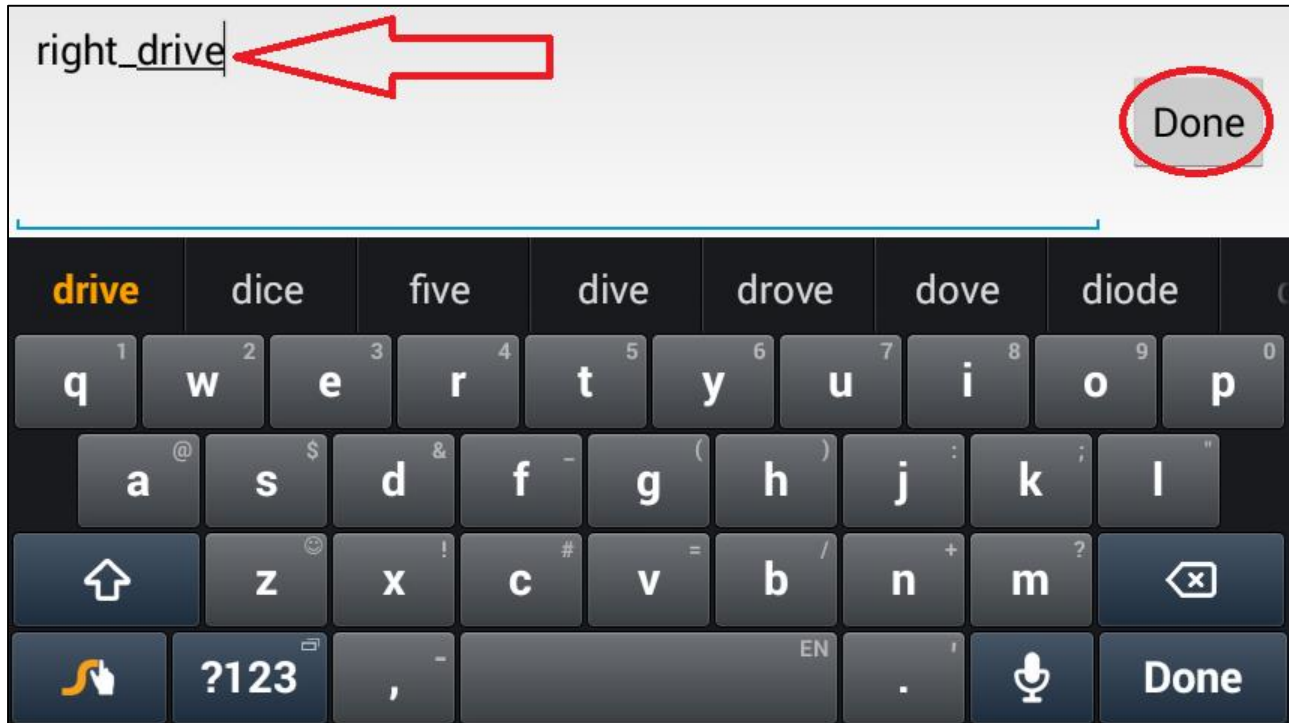 right_drive
Done
drive dice five dive drove dove diode
1 2 3 4 5 6 7 8 9 0
q w e r t y u i o p
@ $ & _ ( ) : ; "
a s d f g h j k l
! # = / + ?
z x c v b n m
- EN '
?123 , . Done